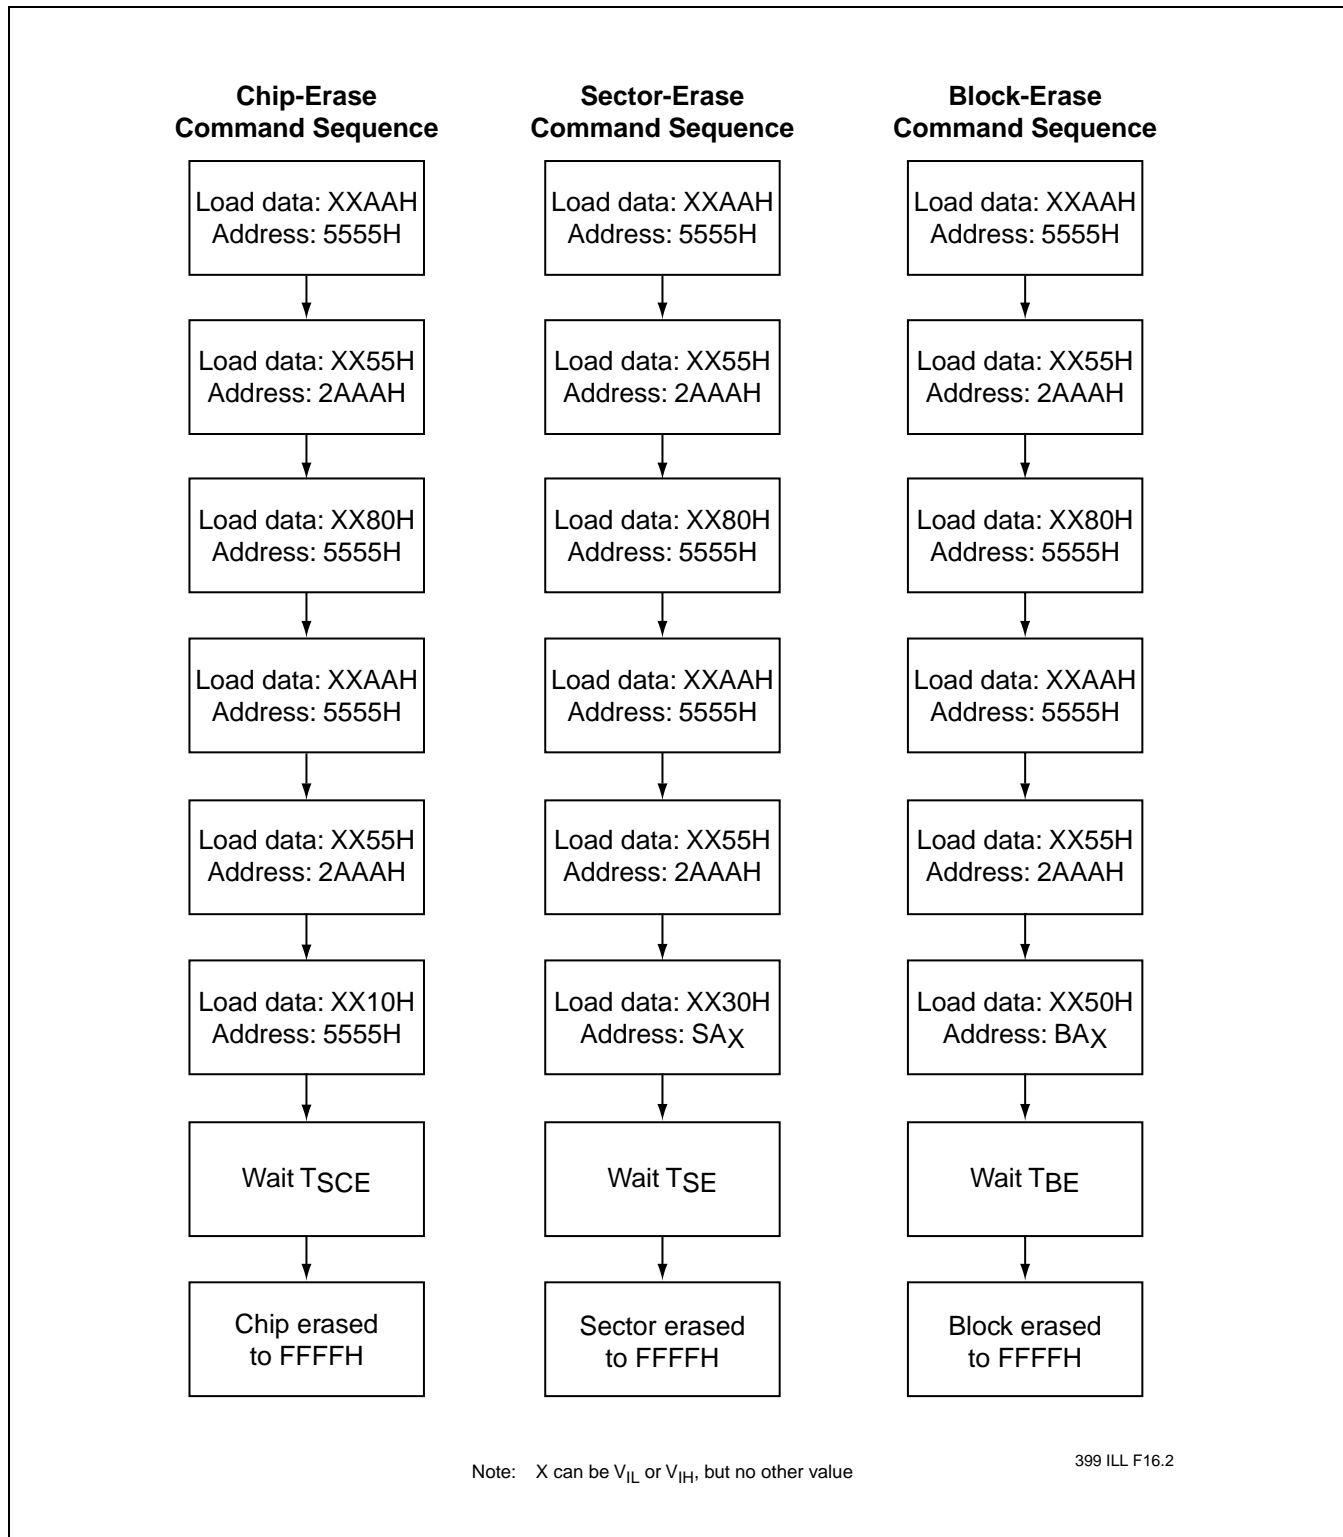 Chip-Erase
Command Sequence
Load data: XXAAH
Address: 5555H
Load data: XX55H
Address: 2AAAH
Load data: XX80H
Address: 5555H
Load data: XXAAH
Address: 5555H
Load data: XX55H
Address: 2AAAH
Load data: XX10H
Address: 5555H
Wait TSCE
Chip erased
to FFFFH
Sector-Erase
Command Sequence
Load data: XXAAH
Address: 5555H
Load data: XX55H
Address: 2AAAH
Load data: XX80H
Address: 5555H
Load data: XXAAH
Address: 5555H
Load data: XX55H
Address: 2AAAH
Load data: XX30H
Address: SAX
Wait TSE
Sector erased
to FFFFH
Block-Erase
Command Sequence
Load data: XXAAH
Address: 5555H
Load data: XX55H
Address: 2AAAH
Load data: XX80H
Address: 5555H
Load data: XXAAH
Address: 5555H
Load data: XX55H
Address: 2AAAH
Load data: XX50H
Address: BAX
Wait TBE
Block erased
to FFFFH
Note: X can be VIL or VIH, but no other value
399 ILL F16.2